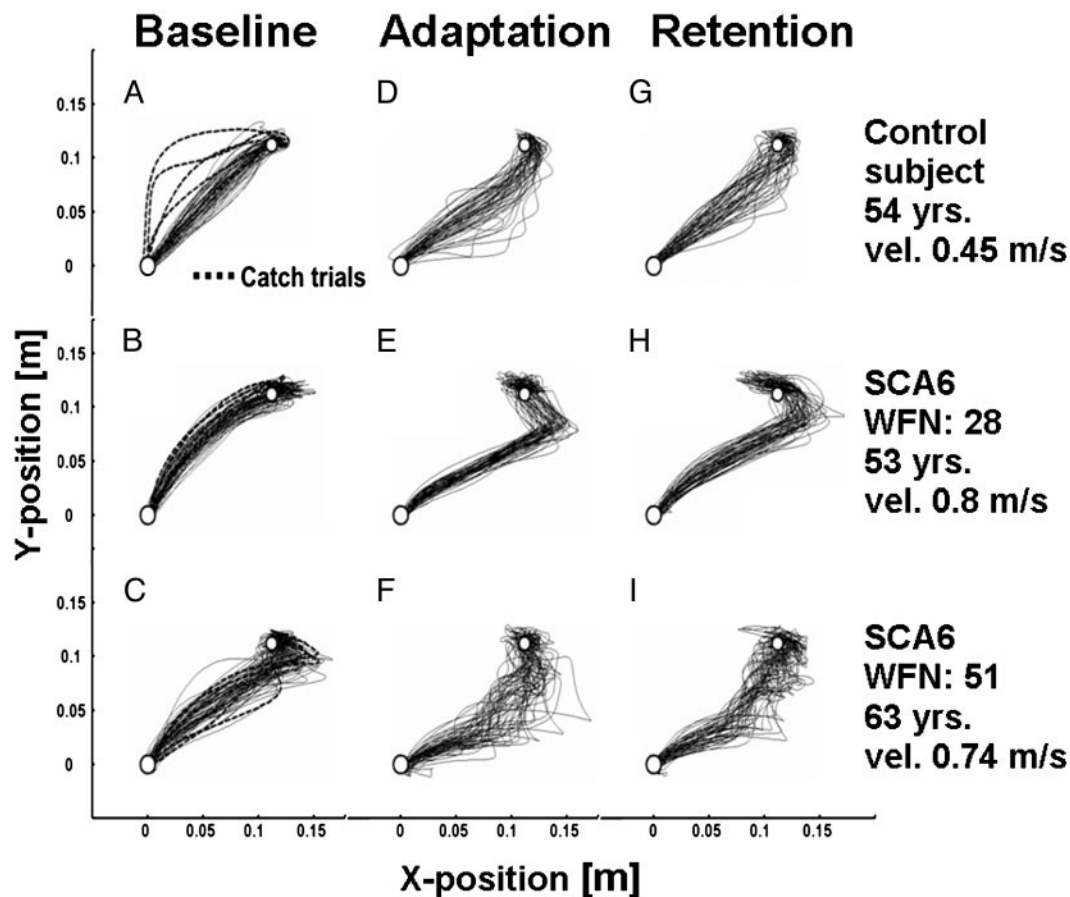 Baseline Adaptation Retention
A D G
0.15
0.1
0.05
0
Catch trials
Control
subject
54 yrs.
vel. 0.45 m/s
B E H
0.15
0.1
0.05
0
SCA6
WFN: 28
53 yrs.
vel. 0.8 m/s
Y-position [m]
C F I
0.15
0.1
0.05
0
SCA6
WFN: 51
63 yrs.
vel. 0.74 m/s
0 0.05 0.1 0.15 0 0.05 0.1 0.15 0 0.05 0.1 0.15
X-position [m]